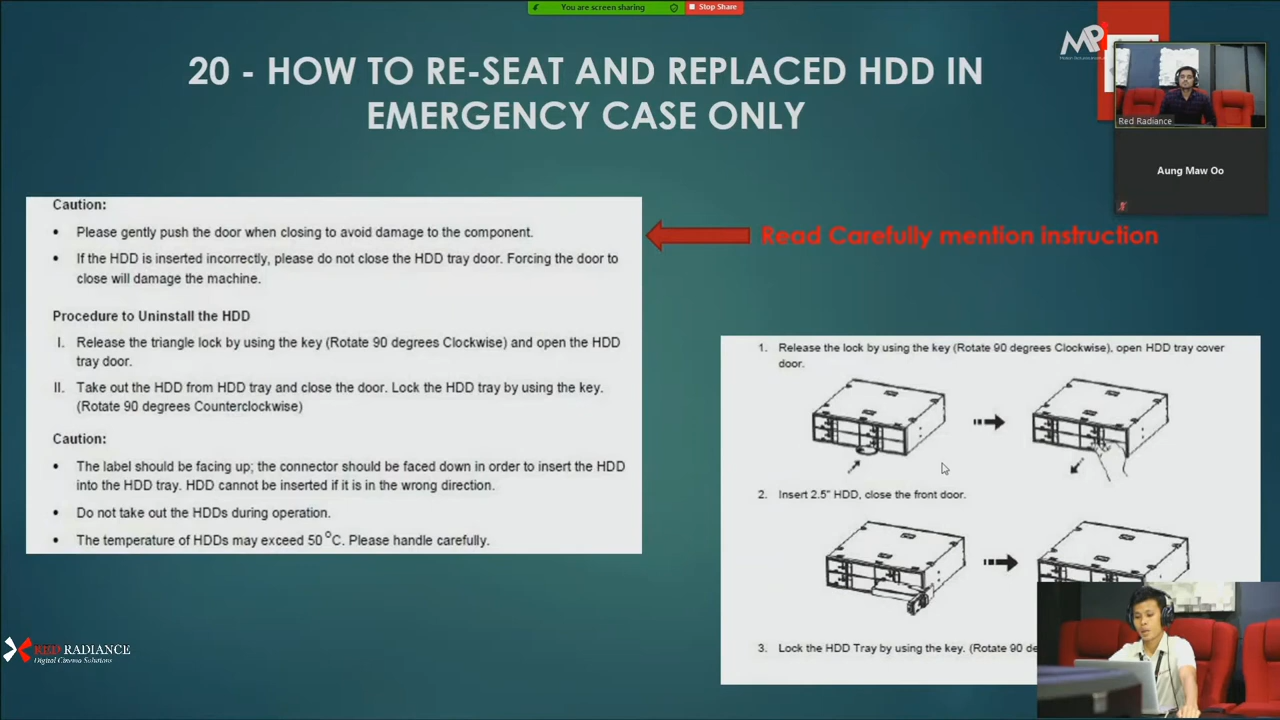 You are screen sharing
Stop Share
20 - HOW TO RE-SEAT AND REPLACED HDD IN
EMERGENCY CASE ONLY
MPi
Red Radiance
Aung Maw Oo
Caution:
• Please gently push the door when closing to avoid damage to the component.
• If the HDD is inserted incorrectly, please do not close the HDD tray door. Forcing the door to
close will damage the machine.
Procedure to Uninstall the HDD
I. Release the triangle lock by using the key (Rotate 90 degrees Clockwise) and open the HDD
tray door.
II. Take out the HDD from HDD tray and close the door. Lock the HDD tray by using the key.
(Rotate 90 degrees Counterclockwise)
Caution:
• The label should be facing up; the connector should be faced down in order to insert the HDD
into the HDD tray. HDD cannot be inserted if it is in the wrong direction.
• Do not take out the HDDs during operation.
• The temperature of HDDs may exceed 50 °C. Please handle carefully.
Read Carefully mention instruction
1. Release the lock by using the key (Rotate 90 degrees Clockwise), open HDD tray cover
door.
2. Insert 2.5" HDD, close the front door.
3. Lock the HDD Tray by using the key. (Rotate 90 de
RED RADIANCE
Digital Cinema Solutions